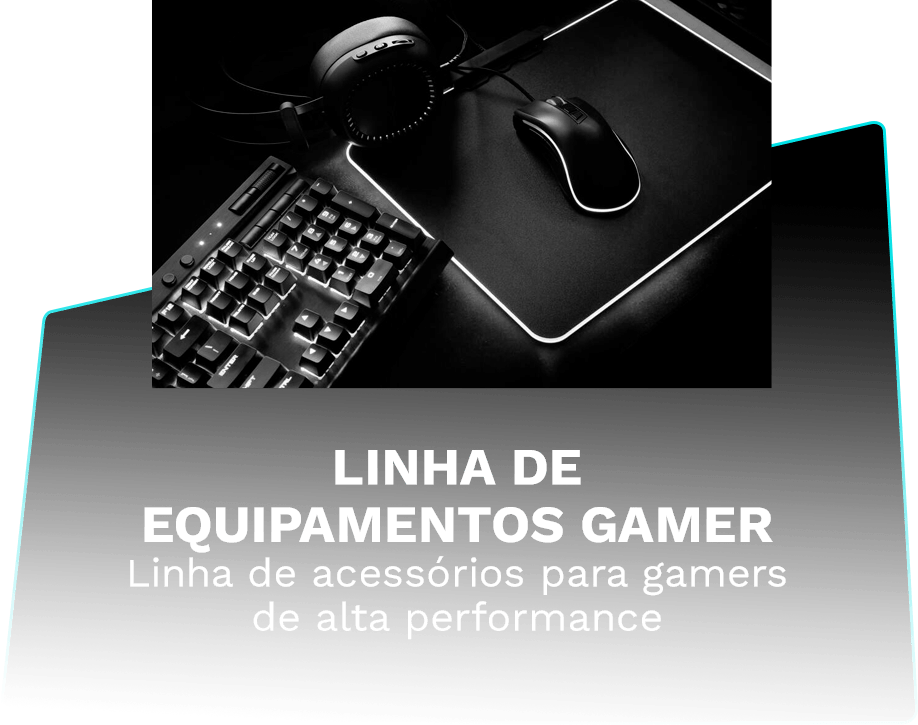 LINHA DE
EQUIPAMENTOS GAMER
Linha de acessórios para gamers
de alta performance